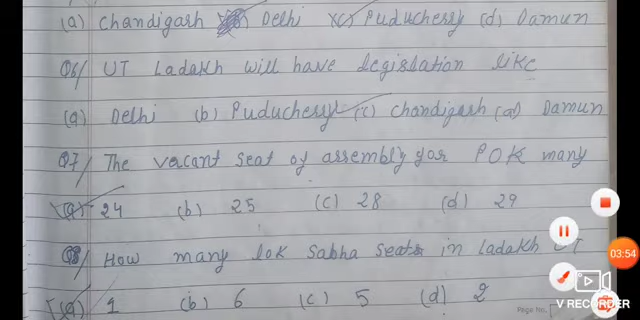 (a) Chandigarh (b) Delhi (c) Puducherry (d) Damun
Q6/ UT Ladakh will have legislation like
(a) Delhi (b) Puducherry (c) Chandigarh (d) Damun
Q7/ The vacant seat of assembly for POK many
(a) 24 (b) 25 (c) 28 (d) 29
Q8/ How many lok Sabha seats in ladakh UT
(a) 1 (b) 6 (c) 5 (d) 2
Page No.
03:54
V RECORDER